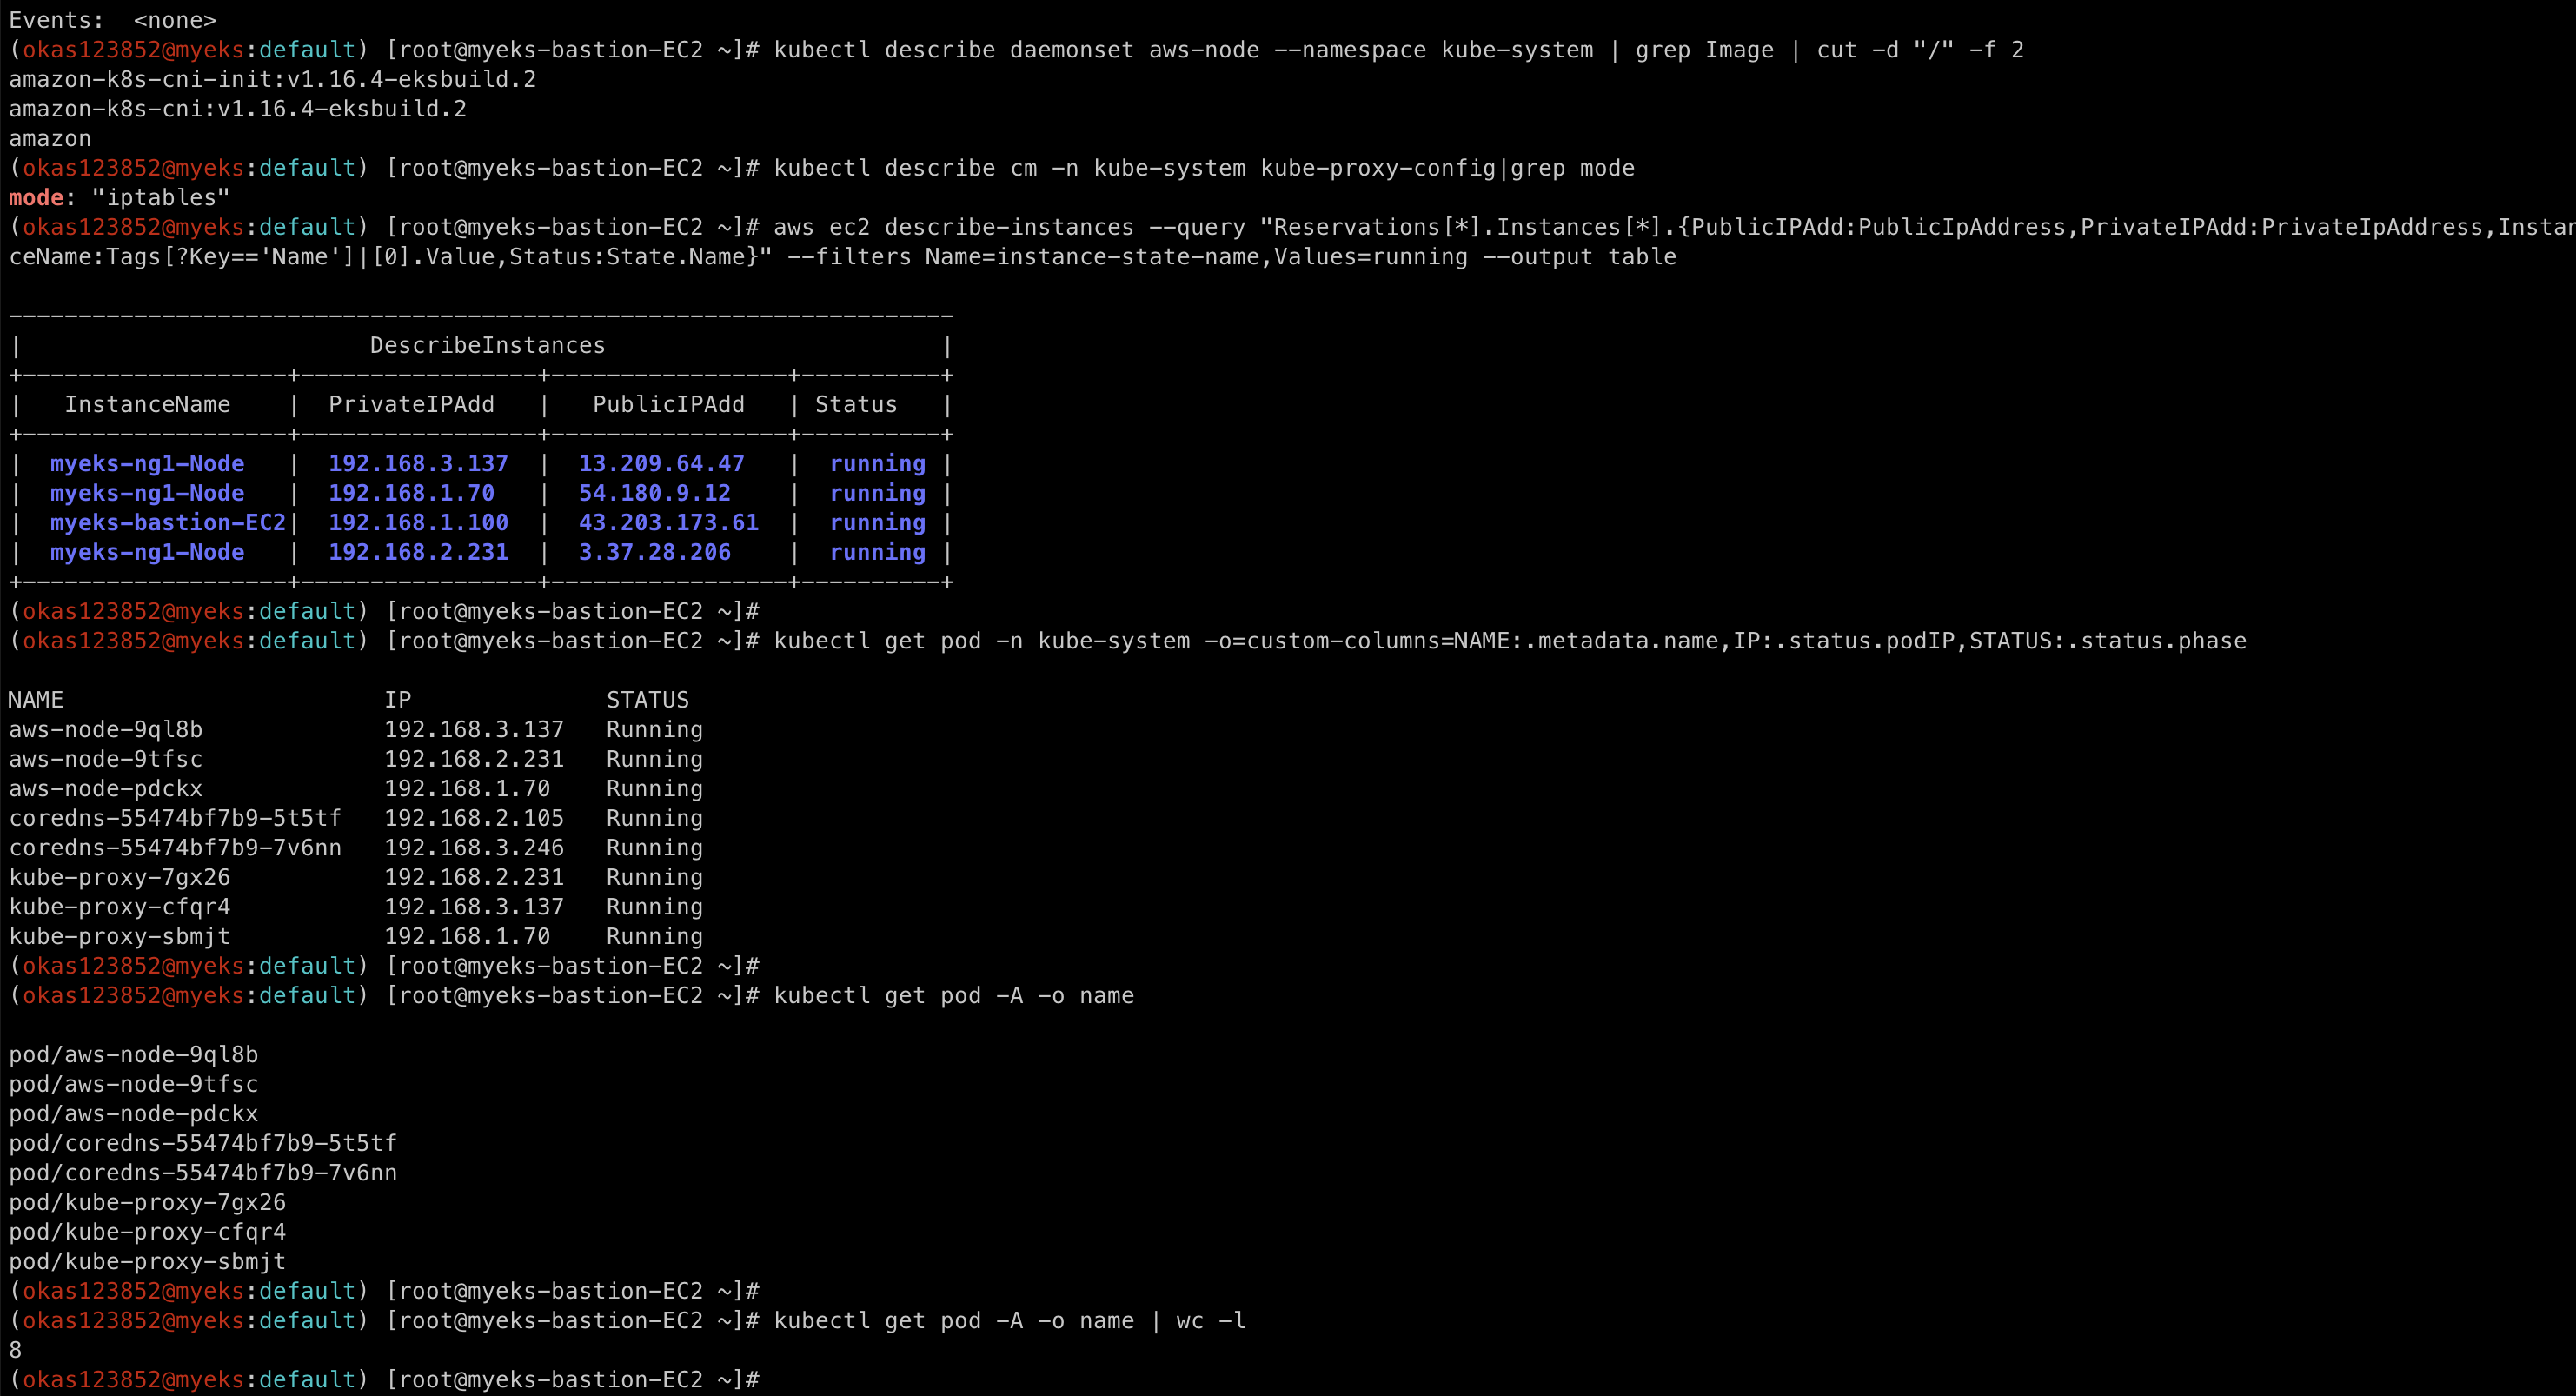 Events:  <none>
(okas123852@myeks:default) [root@myeks-bastion-EC2 ~]# kubectl describe daemonset aws-node --namespace kube-system | grep Image | cut -d "/" -f 2
amazon-k8s-cni-init:v1.16.4-eksbuild.2
amazon-k8s-cni:v1.16.4-eksbuild.2
amazon
(okas123852@myeks:default) [root@myeks-bastion-EC2 ~]# kubectl describe cm -n kube-system kube-proxy-config|grep mode
mode: "iptables"
(okas123852@myeks:default) [root@myeks-bastion-EC2 ~]# aws ec2 describe-instances --query "Reservations[*].Instances[*].{PublicIPAdd:PublicIpAddress,PrivateIPAdd:PrivateIpAddress,Instan
ceName:Tags[?Key=='Name']|[0].Value,Status:State.Name}" --filters Name=instance-state-name,Values=running --output table

--------------------------------------------------------------------
|                         DescribeInstances                        |
+-------------------+-----------------+-----------------+----------+
|   InstanceName    |  PrivateIPAdd   |   PublicIPAdd   | Status   |
+-------------------+-----------------+-----------------+----------+
|  myeks-ng1-Node   |  192.168.3.137  |  13.209.64.47   |  running |
|  myeks-ng1-Node   |  192.168.1.70   |  54.180.9.12    |  running |
|  myeks-bastion-EC2|  192.168.1.100  |  43.203.173.61  |  running |
|  myeks-ng1-Node   |  192.168.2.231  |  3.37.28.206    |  running |
+-------------------+-----------------+-----------------+----------+
(okas123852@myeks:default) [root@myeks-bastion-EC2 ~]#
(okas123852@myeks:default) [root@myeks-bastion-EC2 ~]# kubectl get pod -n kube-system -o=custom-columns=NAME:.metadata.name,IP:.status.podIP,STATUS:.status.phase

NAME                       IP              STATUS
aws-node-9ql8b             192.168.3.137   Running
aws-node-9tfsc             192.168.2.231   Running
aws-node-pdckx             192.168.1.70    Running
coredns-55474bf7b9-5t5tf   192.168.2.105   Running
coredns-55474bf7b9-7v6nn   192.168.3.246   Running
kube-proxy-7gx26           192.168.2.231   Running
kube-proxy-cfqr4           192.168.3.137   Running
kube-proxy-sbmjt           192.168.1.70    Running
(okas123852@myeks:default) [root@myeks-bastion-EC2 ~]#
(okas123852@myeks:default) [root@myeks-bastion-EC2 ~]# kubectl get pod -A -o name

pod/aws-node-9ql8b
pod/aws-node-9tfsc
pod/aws-node-pdckx
pod/coredns-55474bf7b9-5t5tf
pod/coredns-55474bf7b9-7v6nn
pod/kube-proxy-7gx26
pod/kube-proxy-cfqr4
pod/kube-proxy-sbmjt
(okas123852@myeks:default) [root@myeks-bastion-EC2 ~]#
(okas123852@myeks:default) [root@myeks-bastion-EC2 ~]# kubectl get pod -A -o name | wc -l
8
(okas123852@myeks:default) [root@myeks-bastion-EC2 ~]#